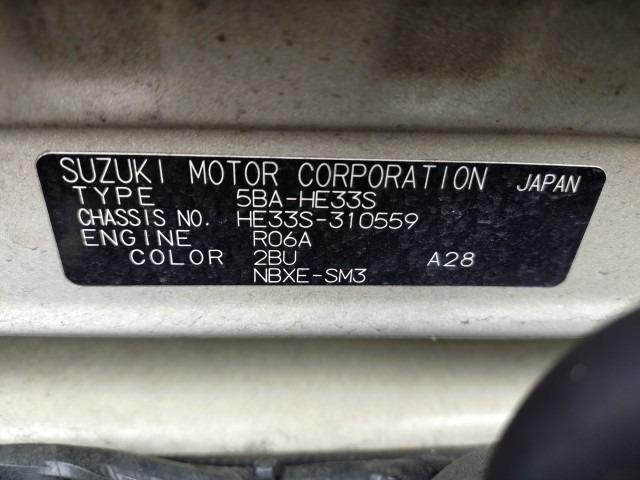 SUZUKI MOTOR CORPORATION JAPAN
TYPE 5BA-HE33S
CHASSIS NO. HE33S-310559
ENGINE R06A
COLOR 2BU A28
NBXE-SM3